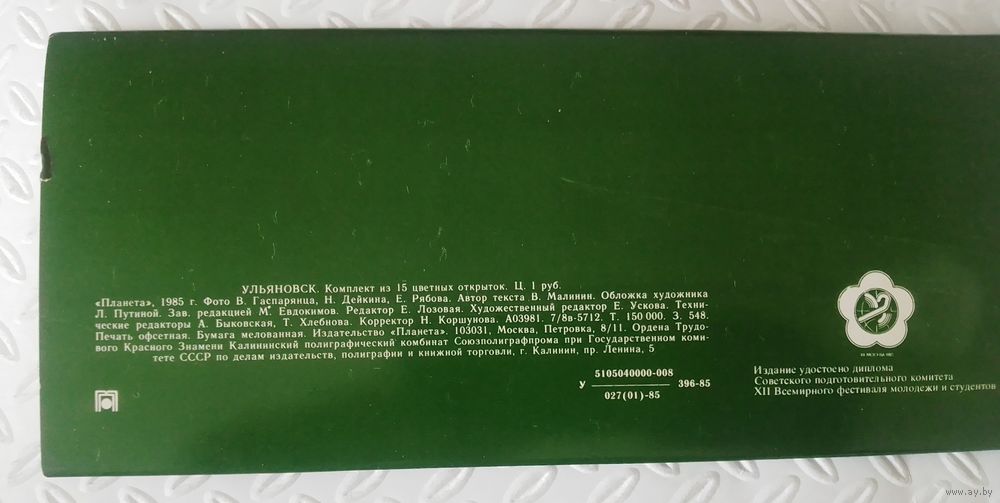 УЛЬЯНОВСК. Комплект из 15 цветных открыток. Ц. 1 руб.
«Планета», 1985 г. Фото В. Гаспарянца, Н. Дейкина, Е. Рябова. Автор текста В. Малинин. Обложка художника
Л. Путиной. Зав. редакцией М. Евдокимов. Редактор Е. Лозовая. Художественный редактор Е. Ускова. Техни-
ческие редакторы А. Быковская, Т. Хлебнова. Корректор Н. Коршунова. А03981. 7/8в-5712. Т. 150 000. З. 548.
Печать офсетная. Бумага мелованная. Издательство «Планета». 103031, Москва, Петровка, 8/11. Ордена Трудо-
вого Красного Знамени Калининский полиграфический комбинат Союзполиграфпрома при Государственном коми-
тете СССР по делам издательств, полиграфии и книжной торговли, г. Калинин, пр. Ленина, 5
5105040000-008
У 396-85
027(01)-85
Издание удостоено диплома
Советского подготовительного комитета
XII Всемирного фестиваля молодежи и студентов
www.ay.by